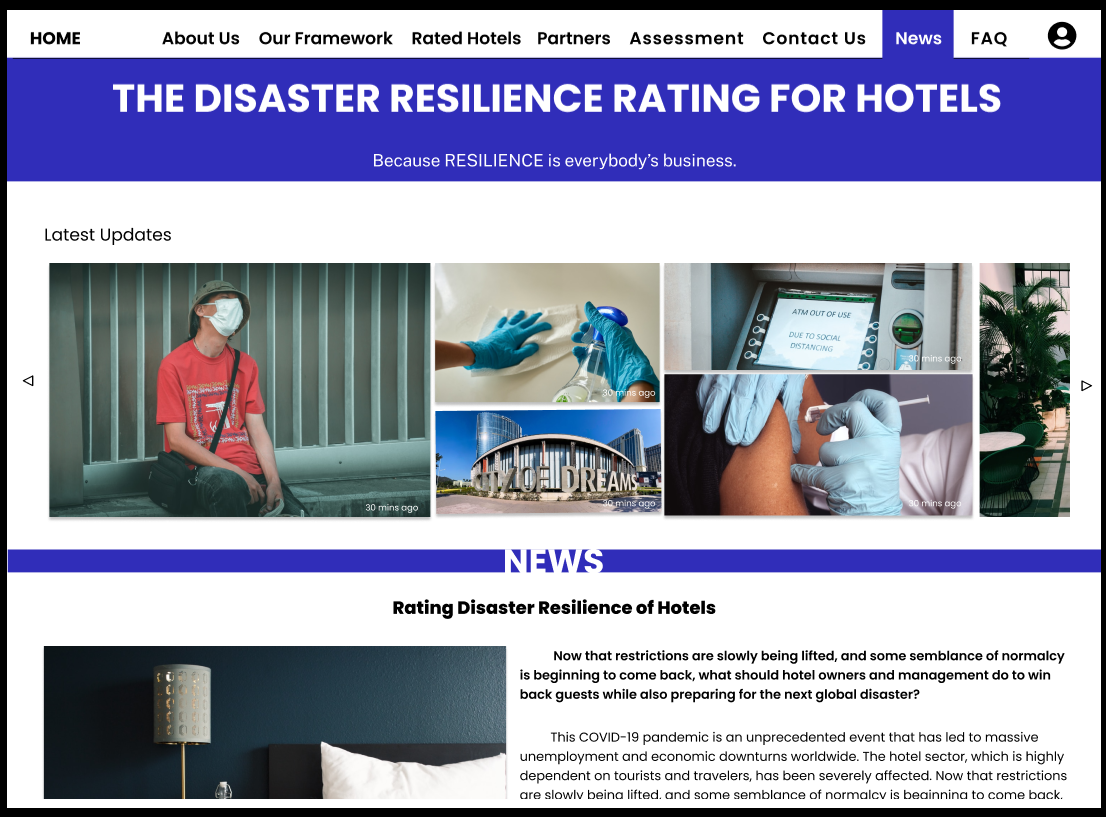 HOME About Us Our Framework Rated Hotels Partners Assessment Contact Us News FAQ
THE DISASTER RESILIENCE RATING FOR HOTELS
Because RESILIENCE is everybody's business.
Latest Updates
30 mins ago
30 mins ago
DREAMS
30 mins ago
ATM OUT OF USE
DUE TO SOCIAL
DISTANCING
30 mins ago
30 mins ago
NEWS
Rating Disaster Resilience of Hotels
Now that restrictions are slowly being lifted, and some semblance of normalcy
is beginning to come back, what should hotel owners and management do to win
back guests while also preparing for the next global disaster?
This COVID-19 pandemic is an unprecedented event that has led to massive
unemployment and economic downturns worldwide. The hotel sector, which is highly
dependent on tourists and travelers, has been severely affected. Now that restrictions
are slowly being lifted, and some semblance of normalcy is beginning to come back,